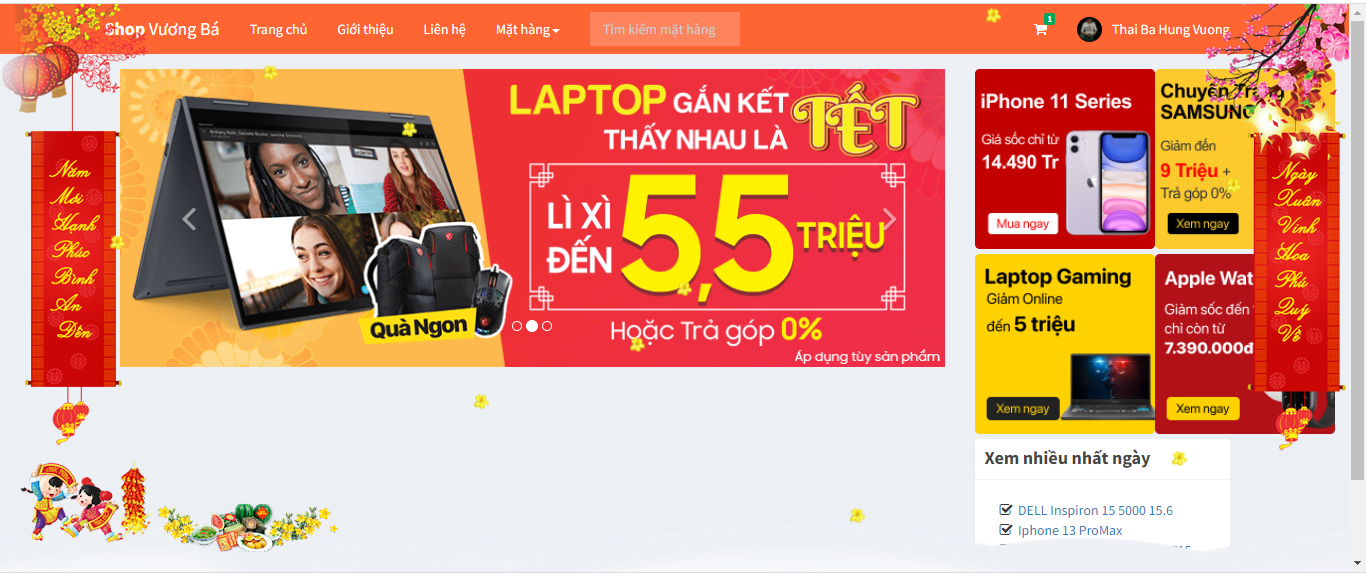 Shop Vương Bá
Trang chủ
Giới thiệu
Liên hệ
Mặt hàng
Tìm kiếm mặt hàng
1
Thai Ba Hung Vuong
Năm
Mới
Hạnh
Phúc
Bình
An
Đến
LAPTOP GẮN KẾT
THẤY NHAU LÀ TẾT
LÌ XÌ
ĐẾN
5,5 TRIỆU
Quà Ngon
Hoặc Trả góp 0%
Áp dụng tùy sản phẩm
iPhone 11 Series
Giá sốc chỉ từ
14.490 Tr
Mua ngay
Chuyên Trang
SAMSUNG
Giảm đến
9 Triệu +
Trả góp 0%
Xem ngay
Laptop Gaming
Giảm Online
đến 5 triệu
Xem ngay
Apple Wat
Giảm sốc đến
chỉ còn từ
7.390.000đ
Xem ngay
Ngày
Xuân
Vinh
Hoa
Phú
Quý
Về
Xem nhiều nhất ngày
DELL Inspiron 15 5000 15.6
Iphone 13 ProMax